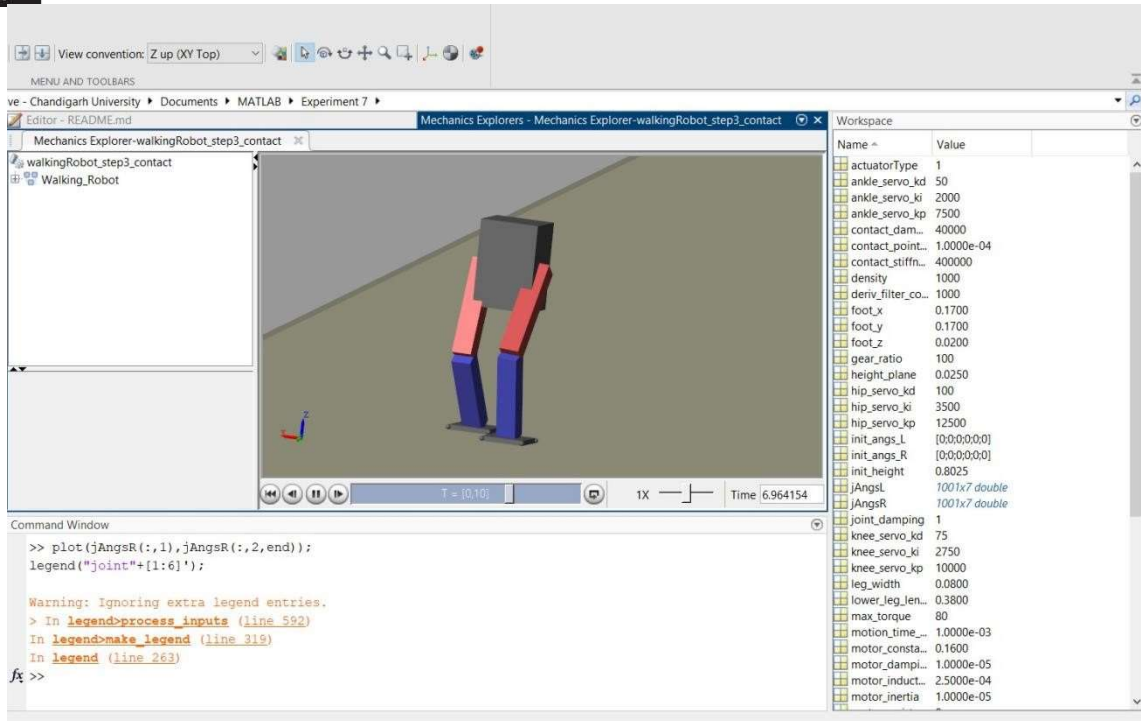 View convention: Z up (XY Top)
MENU AND TOOLBARS
ve - Chandigarh University ▸ Documents ▸ MATLAB ▸ Experiment 7 ▸
Editor - README.md
Mechanics Explorers - Mechanics Explorer-walkingRobot_step3_contact
Mechanics Explorer-walkingRobot_step3_contact
walkingRobot_step3_contact
Walking_Robot
z
x
T = [0,10]
1X
Time 6.964154
Command Window
>> plot(jAngsR(:,1),jAngsR(:,2,end));
legend("joint"+[1:6]');
Warning: Ignoring extra legend entries.
> In legend>process_inputs (line 592)
In legend>make_legend (line 319)
In legend (line 263)
fx >>
Workspace
Name Value
actuatorType 1
ankle_servo_kd 50
ankle_servo_ki 2000
ankle_servo_kp 7500
contact_dam... 40000
contact_point... 1.0000e-04
contact_stiffn... 400000
density 1000
deriv_filter_co... 1000
foot_x 0.1700
foot_y 0.1700
foot_z 0.0200
gear_ratio 100
height_plane 0.0250
hip_servo_kd 100
hip_servo_ki 3500
hip_servo_kp 12500
init_angs_L [0;0;0;0;0;0]
init_angs_R [0;0;0;0;0;0]
init_height 0.8025
jAngsL 1001x7 double
jAngsR 1001x7 double
joint_damping 1
knee_servo_kd 75
knee_servo_ki 2750
knee_servo_kp 10000
leg_width 0.0800
lower_leg_len... 0.3800
max_torque 80
motion_time_... 1.0000e-03
motor_consta... 0.1600
motor_dampi... 1.0000e-05
motor_induct... 2.5000e-04
motor_inertia 1.0000e-05